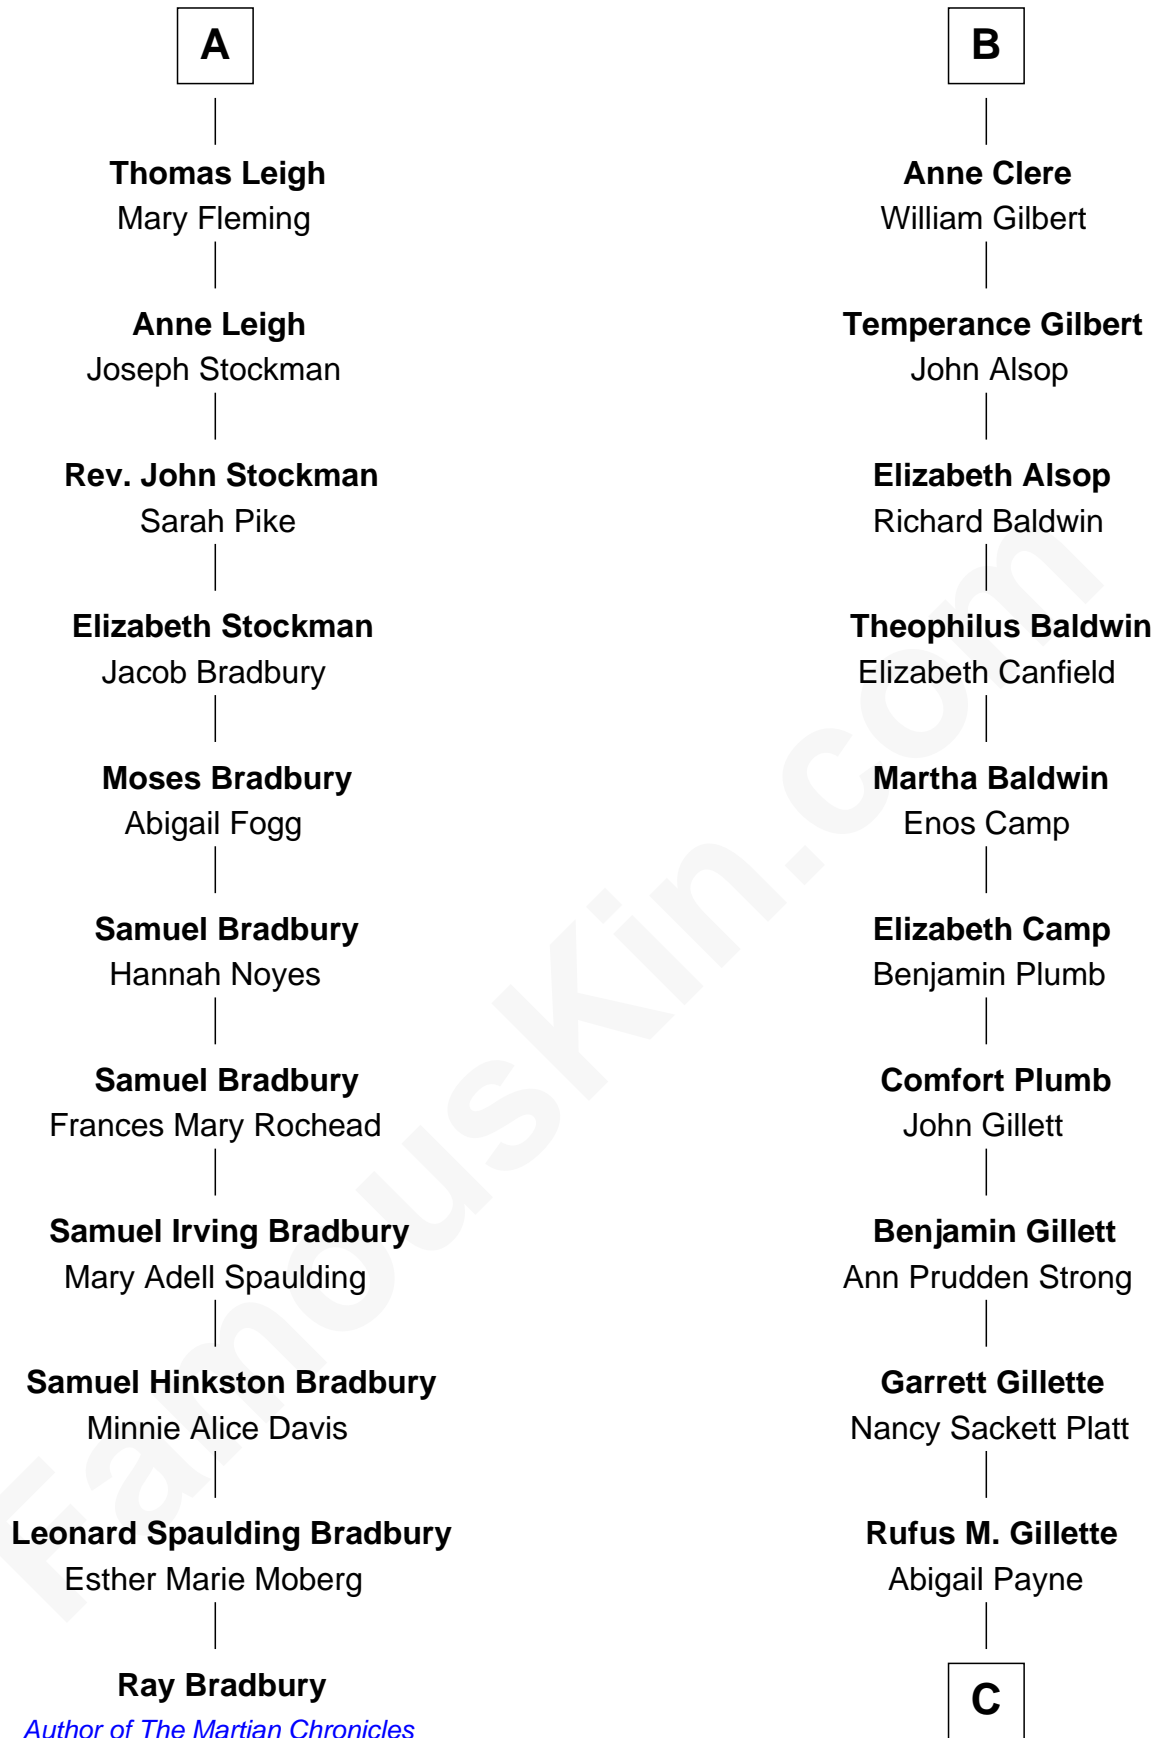 A
Thomas Leigh
Mary Fleming
Anne Leigh
Joseph Stockman
Rev. John Stockman
Sarah Pike
Elizabeth Stockman
Jacob Bradbury
Moses Bradbury
Abigail Fogg
Samuel Bradbury
Hannah Noyes
Samuel Bradbury
Frances Mary Rochead
Samuel Irving Bradbury
Mary Adell Spaulding
Samuel Hinkston Bradbury
Minnie Alice Davis
Leonard Spaulding Bradbury
Esther Marie Moberg
Ray Bradbury
Author of The Martian Chronicles
B
Anne Clere
William Gilbert
Temperance Gilbert
John Alsop
Elizabeth Alsop
Richard Baldwin
Theophilus Baldwin
Elizabeth Canfield
Martha Baldwin
Enos Camp
Elizabeth Camp
Benjamin Plumb
Comfort Plumb
John Gillett
Benjamin Gillett
Ann Prudden Strong
Garrett Gillette
Nancy Sackett Platt
Rufus M. Gillette
Abigail Payne
C
FamousKin.com